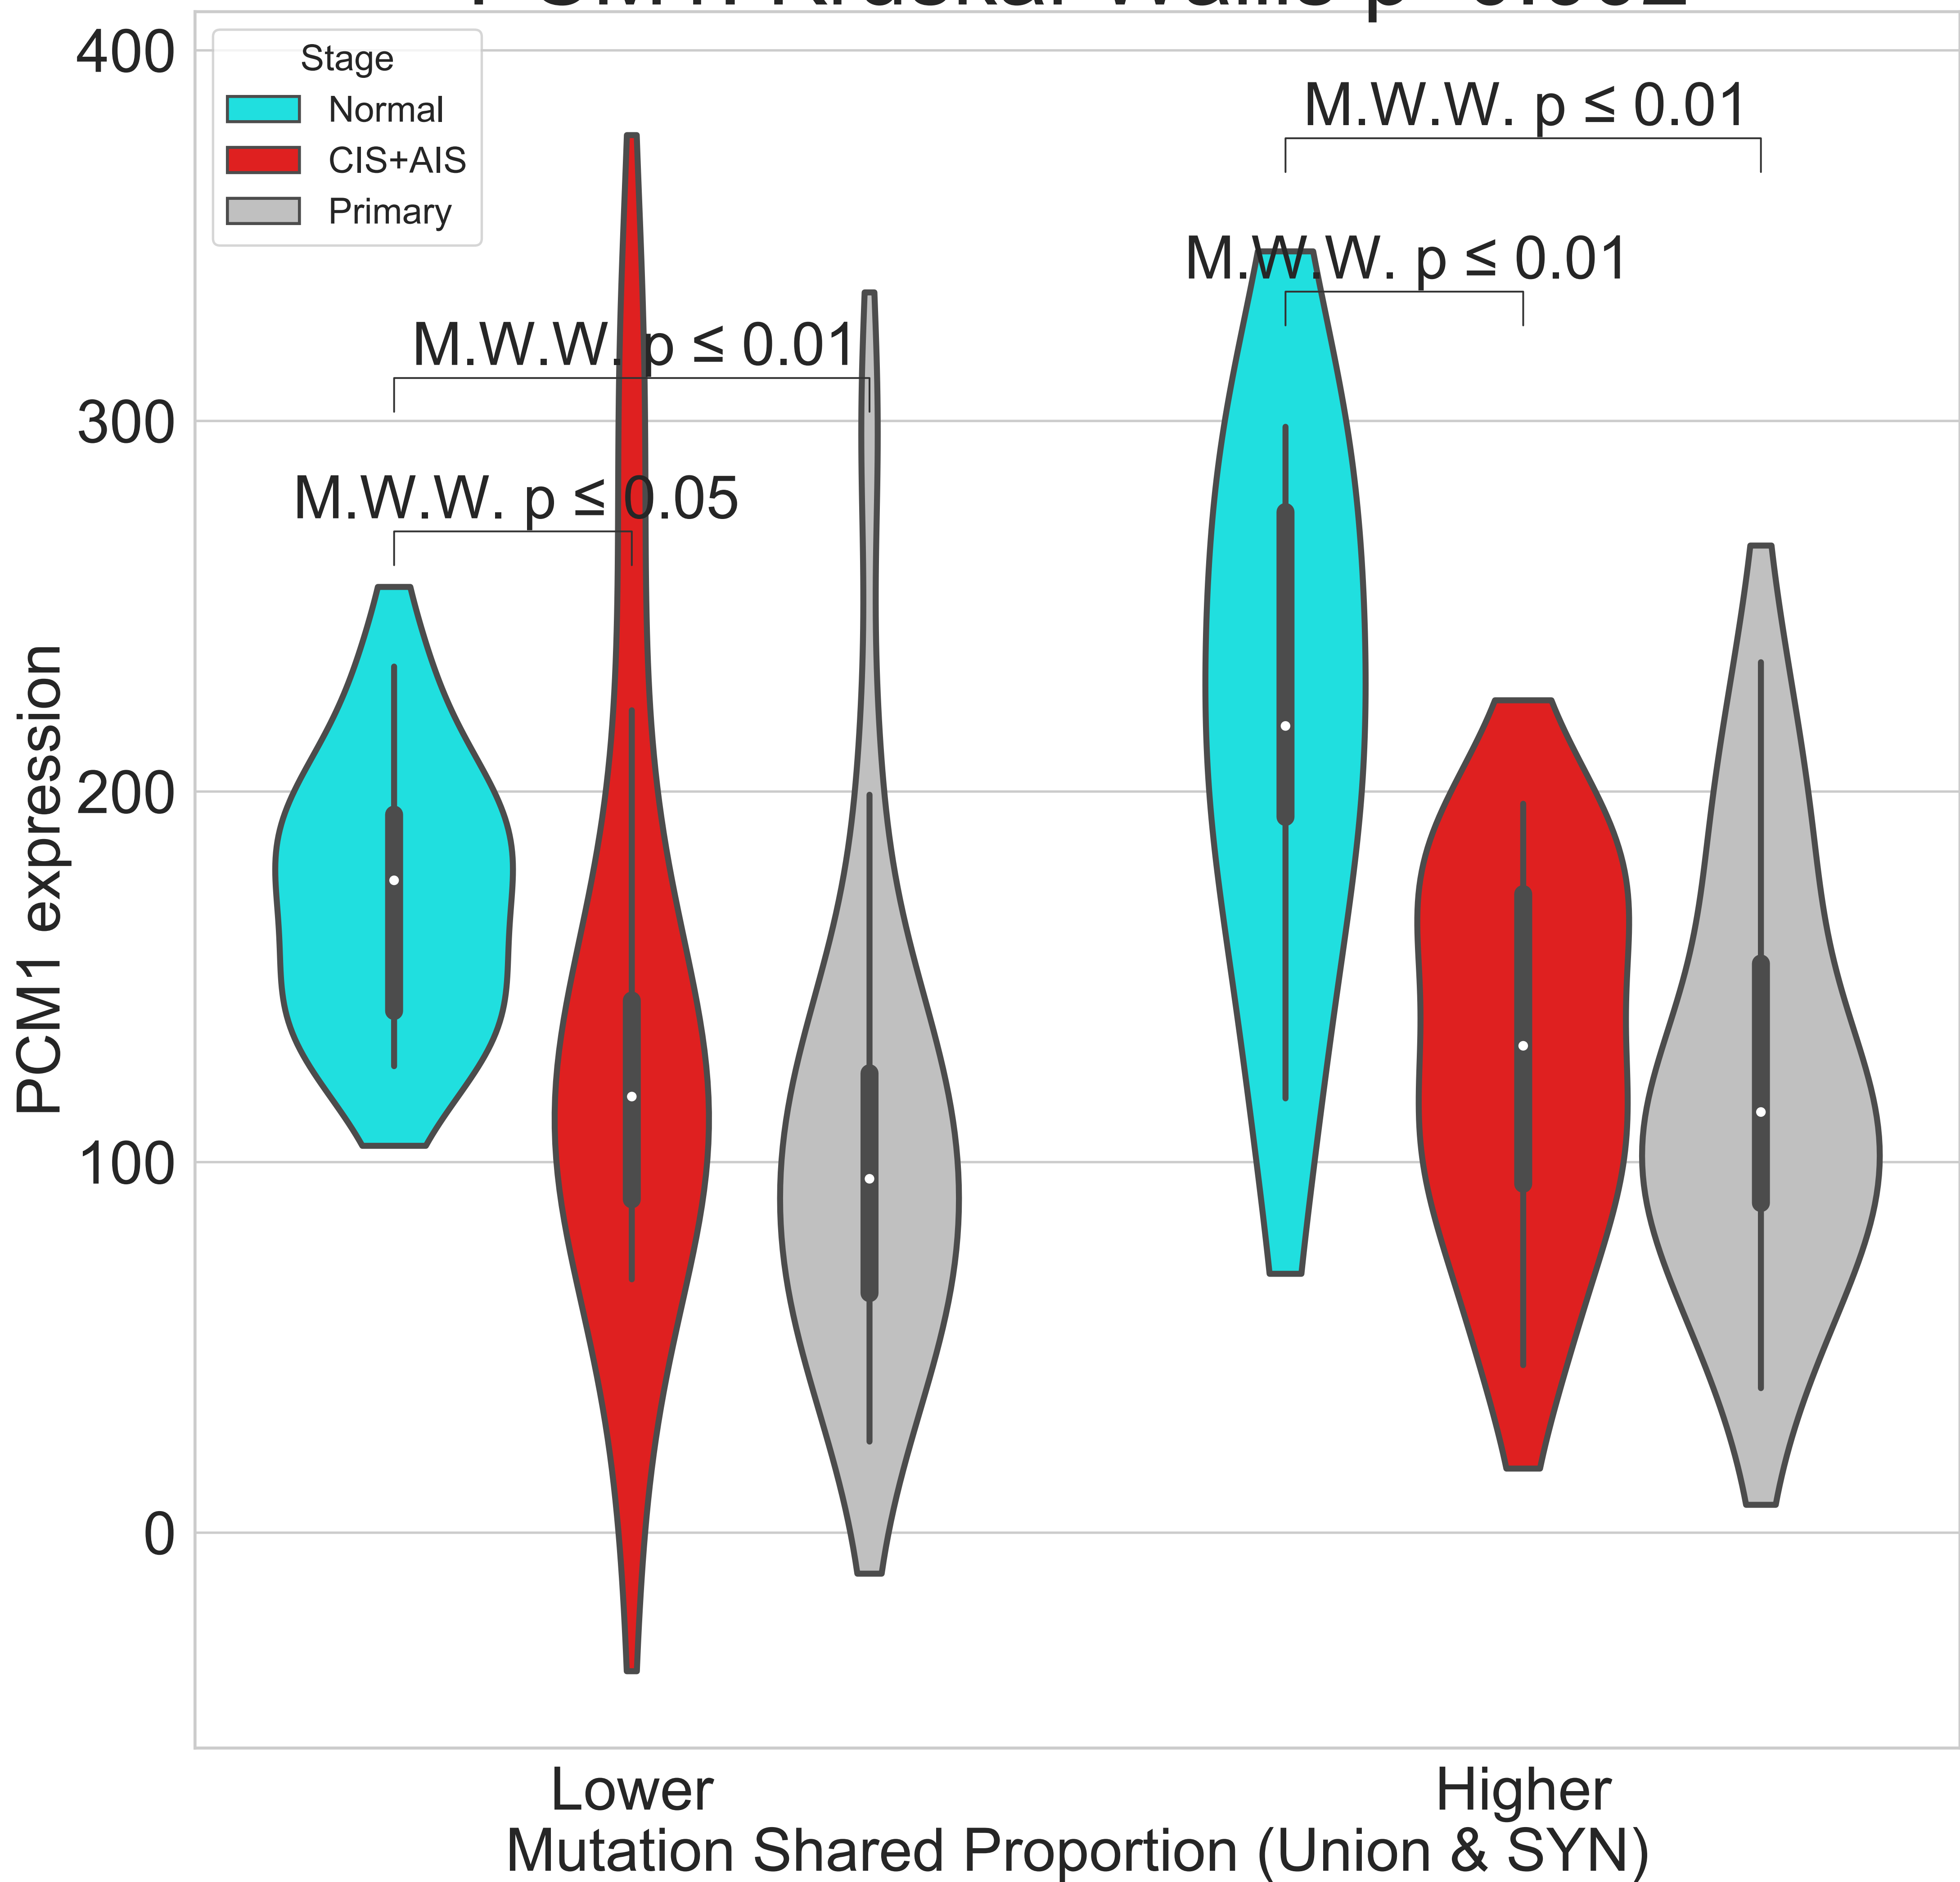 400
300
200
100
0
PCM1 expression
Stage
Normal
CIS+AIS
Primary
M.W.W. p ≤ 0.01
M.W.W. p ≤ 0.01
M.W.W. p ≤ 0.01
M.W.W. p ≤ 0.05
Lower
Higher
Mutation Shared Proportion (Union & SYN)